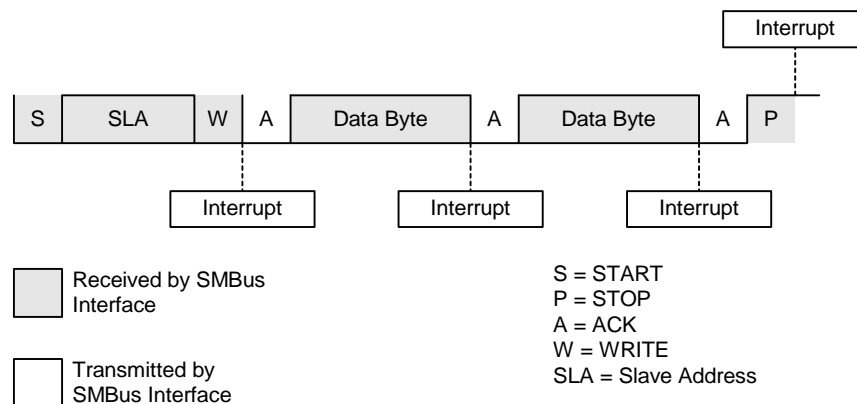 Interrupt
S SLA W A Data Byte A Data Byte A P
Interrupt Interrupt Interrupt
Received by SMBus
Interface
Transmitted by
SMBus Interface
S = START
P = STOP
A = ACK
W = WRITE
SLA = Slave Address